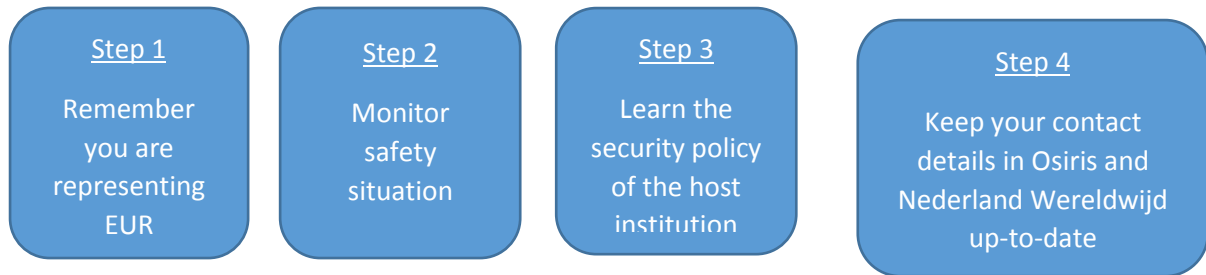 Step 1
Remember
you are
representing
EUR
Step 2
Monitor
safety
situation
Step 3
Learn the
security policy
of the host
institution
Step 4
Keep your contact
details in Osiris and
Nederland Wereldwijd
up-to-date